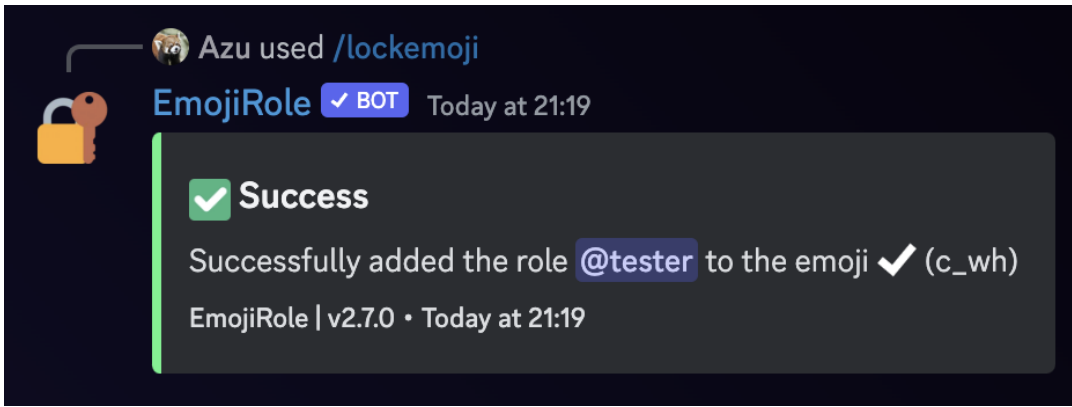 Azu used /lockemoji
EmojiRole ✓ BOT Today at 21:19
✅ Success
Successfully added the role @tester to the emoji ✔ (c_wh)
EmojiRole | v2.7.0 • Today at 21:19